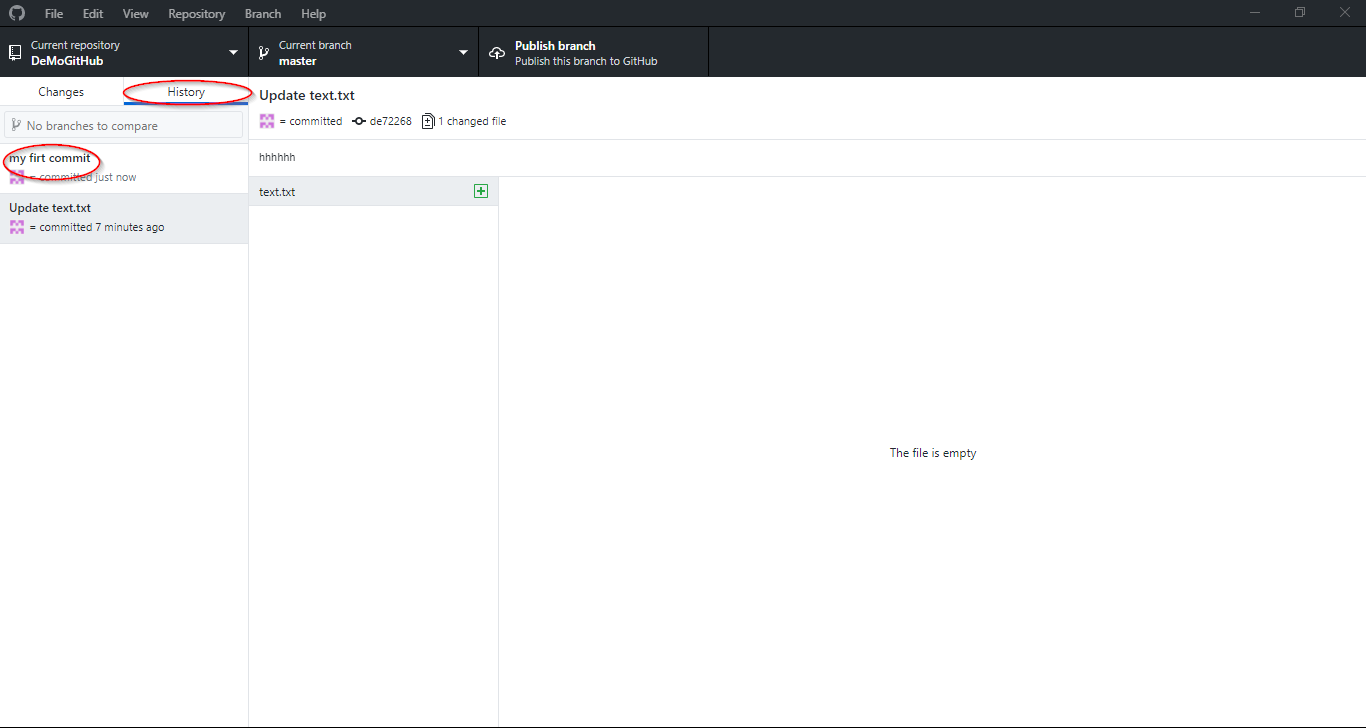 File Edit View Repository Branch Help
Current repository
DeMoGitHub
Current branch
master
Publish branch
Publish this branch to GitHub
Changes
History
No branches to compare
my firt commit
= committed just now
Update text.txt
= committed 7 minutes ago
Update text.txt
= committed de72268 1 changed file
hhhhhh
text.txt
The file is empty